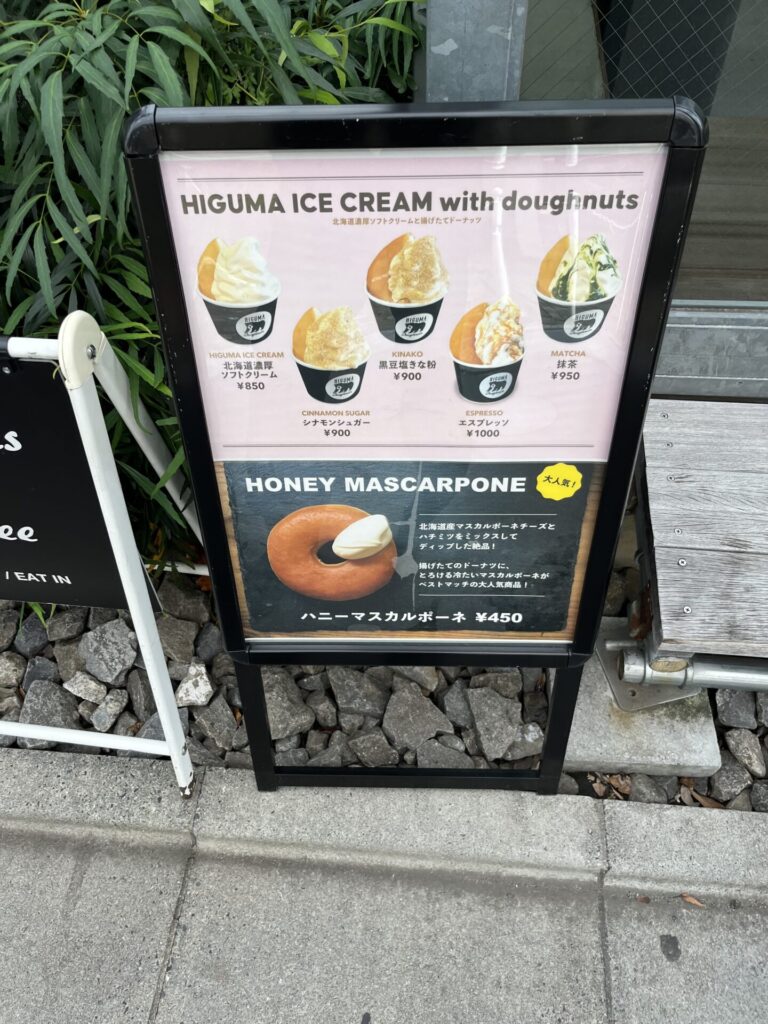 HIGUMA ICE CREAM with doughnuts
北海道濃厚ソフトクリームと揚げたてドーナッツ
HIGUMA ICE CREAM
北海道濃厚
ソフトクリーム
¥850
CINNAMON SUGAR
シナモンシュガー
¥900
KINAKO
黒豆塩きな粉
¥900
ESPRESSO
エスプレッソ
¥1000
MATCHA
抹茶
¥950
HIGUMA
HIGUMA
HIGUMA
HIGUMA
HIGUMA
HONEY MASCARPONE
大人気！
北海道産マスカルポーネチーズと
ハチミツをミックスして
ディップした絶品！
揚げたてのドーナツに、
とろける冷たいマスカルポーネが
ベストマッチの大人気商品！
ハニーマスカルポーネ ¥450
s
ee
/ EAT IN